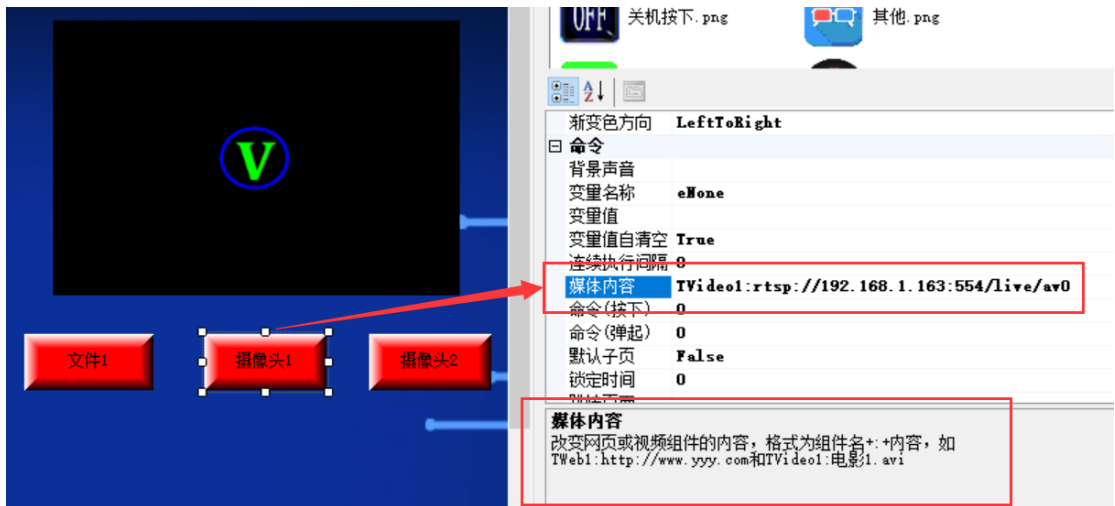 OFF
关机按下.png
其他.png
V
文件1
摄像头1
摄像头2
渐变色方向 LeftToRight
命令
背景声音
变量名称 eNone
变量值
变量值自清空 True
连续执行间隔 0
媒体内容 TVideo1:rtsp://192.168.1.163:554/live/av0
命令(按下) 0
命令(弹起) 0
默认子页 False
锁定时间 0
媒体内容
改变网页或视频组件的内容，格式为组件名+:+内容，如
TWeb1:http://www.yyy.com和TVideo1:电影1.avi